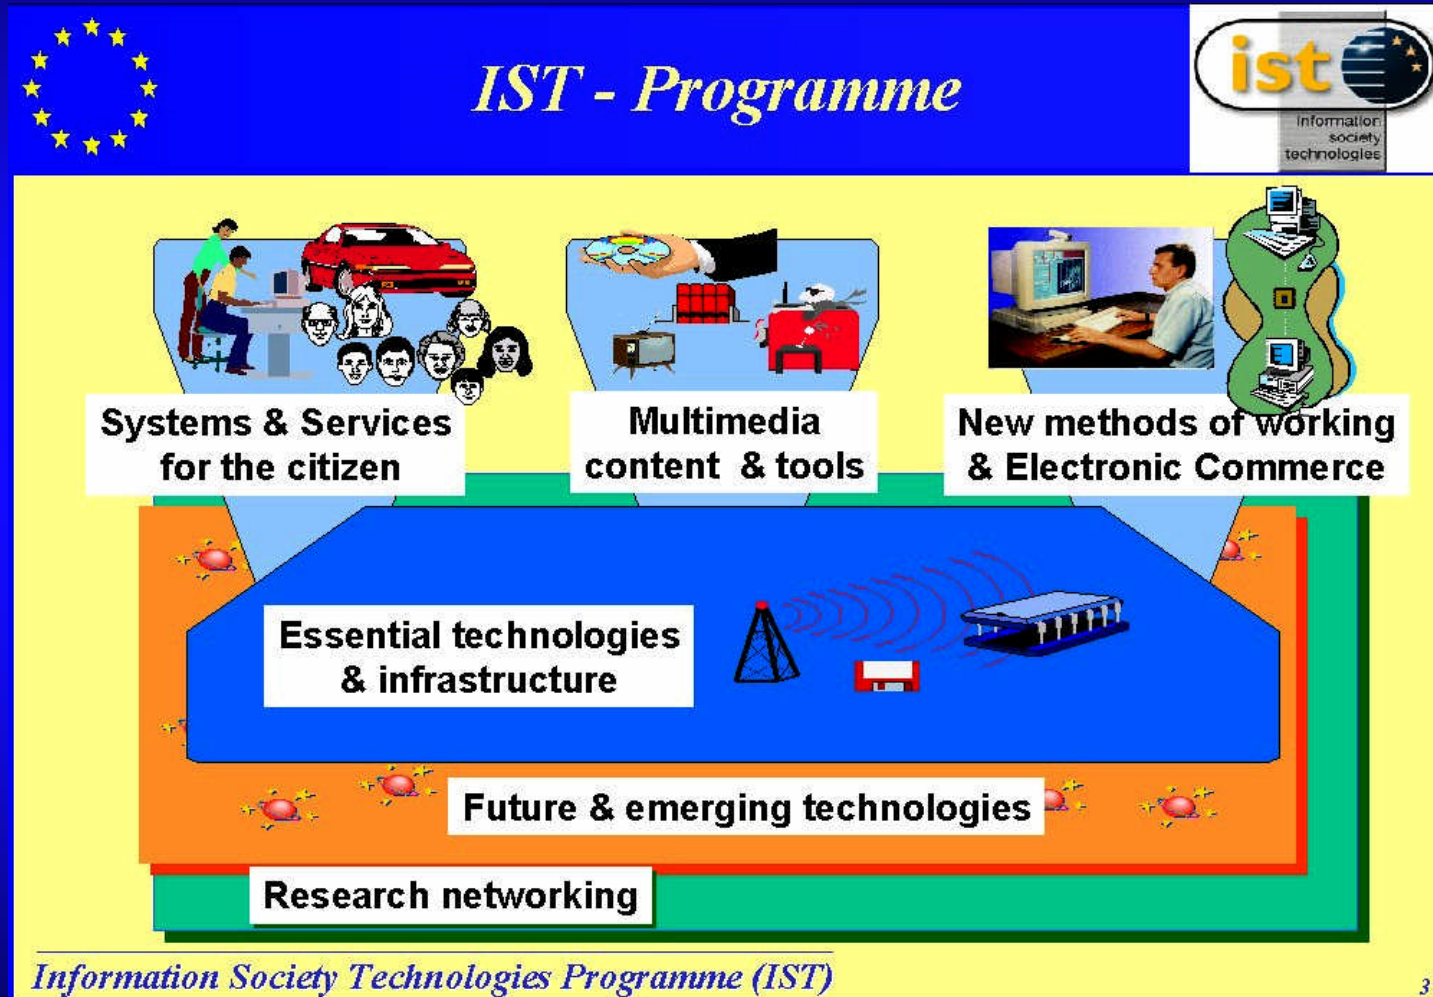 IST - Programme
ist
information
society
technologies
Systems & Services
for the citizen
Multimedia
content & tools
New methods of working
& Electronic Commerce
Essential technologies
& infrastructure
Future & emerging technologies
Research networking
Information Society Technologies Programme (IST)
3